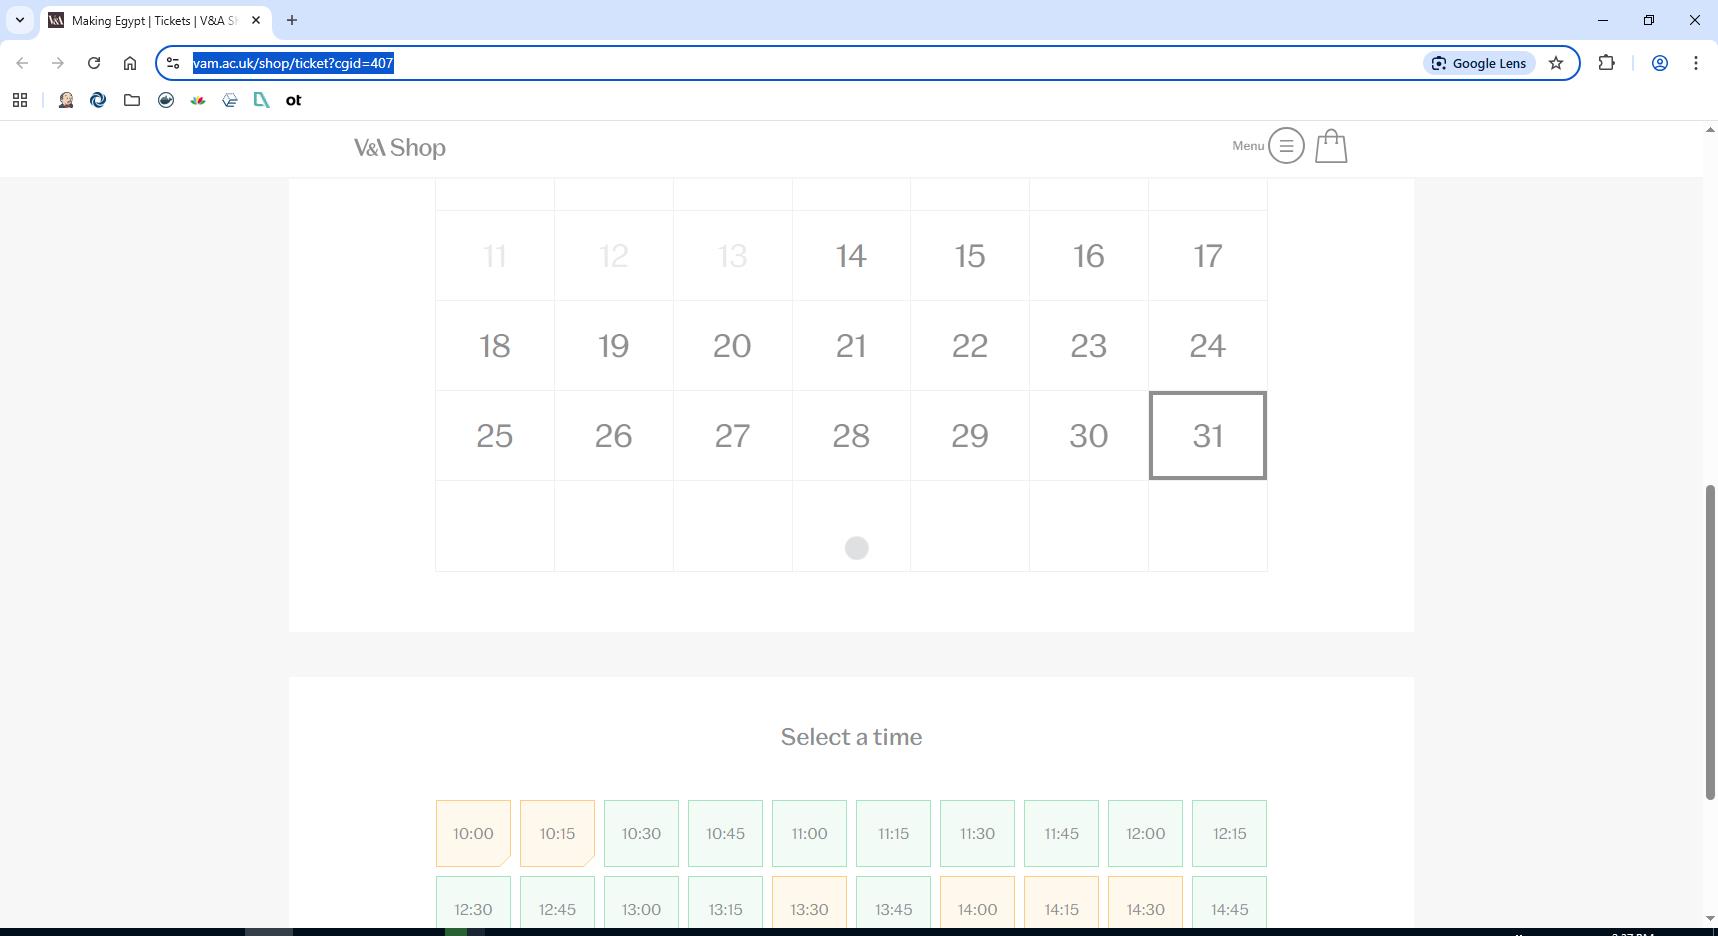 Making Egypt | Tickets | V&A S
vam.ac.uk/shop/ticket?cgid=407
Google Lens
ot
V&A Shop
Menu
11 12 13 14 15 16 17
18 19 20 21 22 23 24
25 26 27 28 29 30 31
Select a time
10:00 10:15 10:30 10:45 11:00 11:15 11:30 11:45 12:00 12:15
12:30 12:45 13:00 13:15 13:30 13:45 14:00 14:15 14:30 14:45